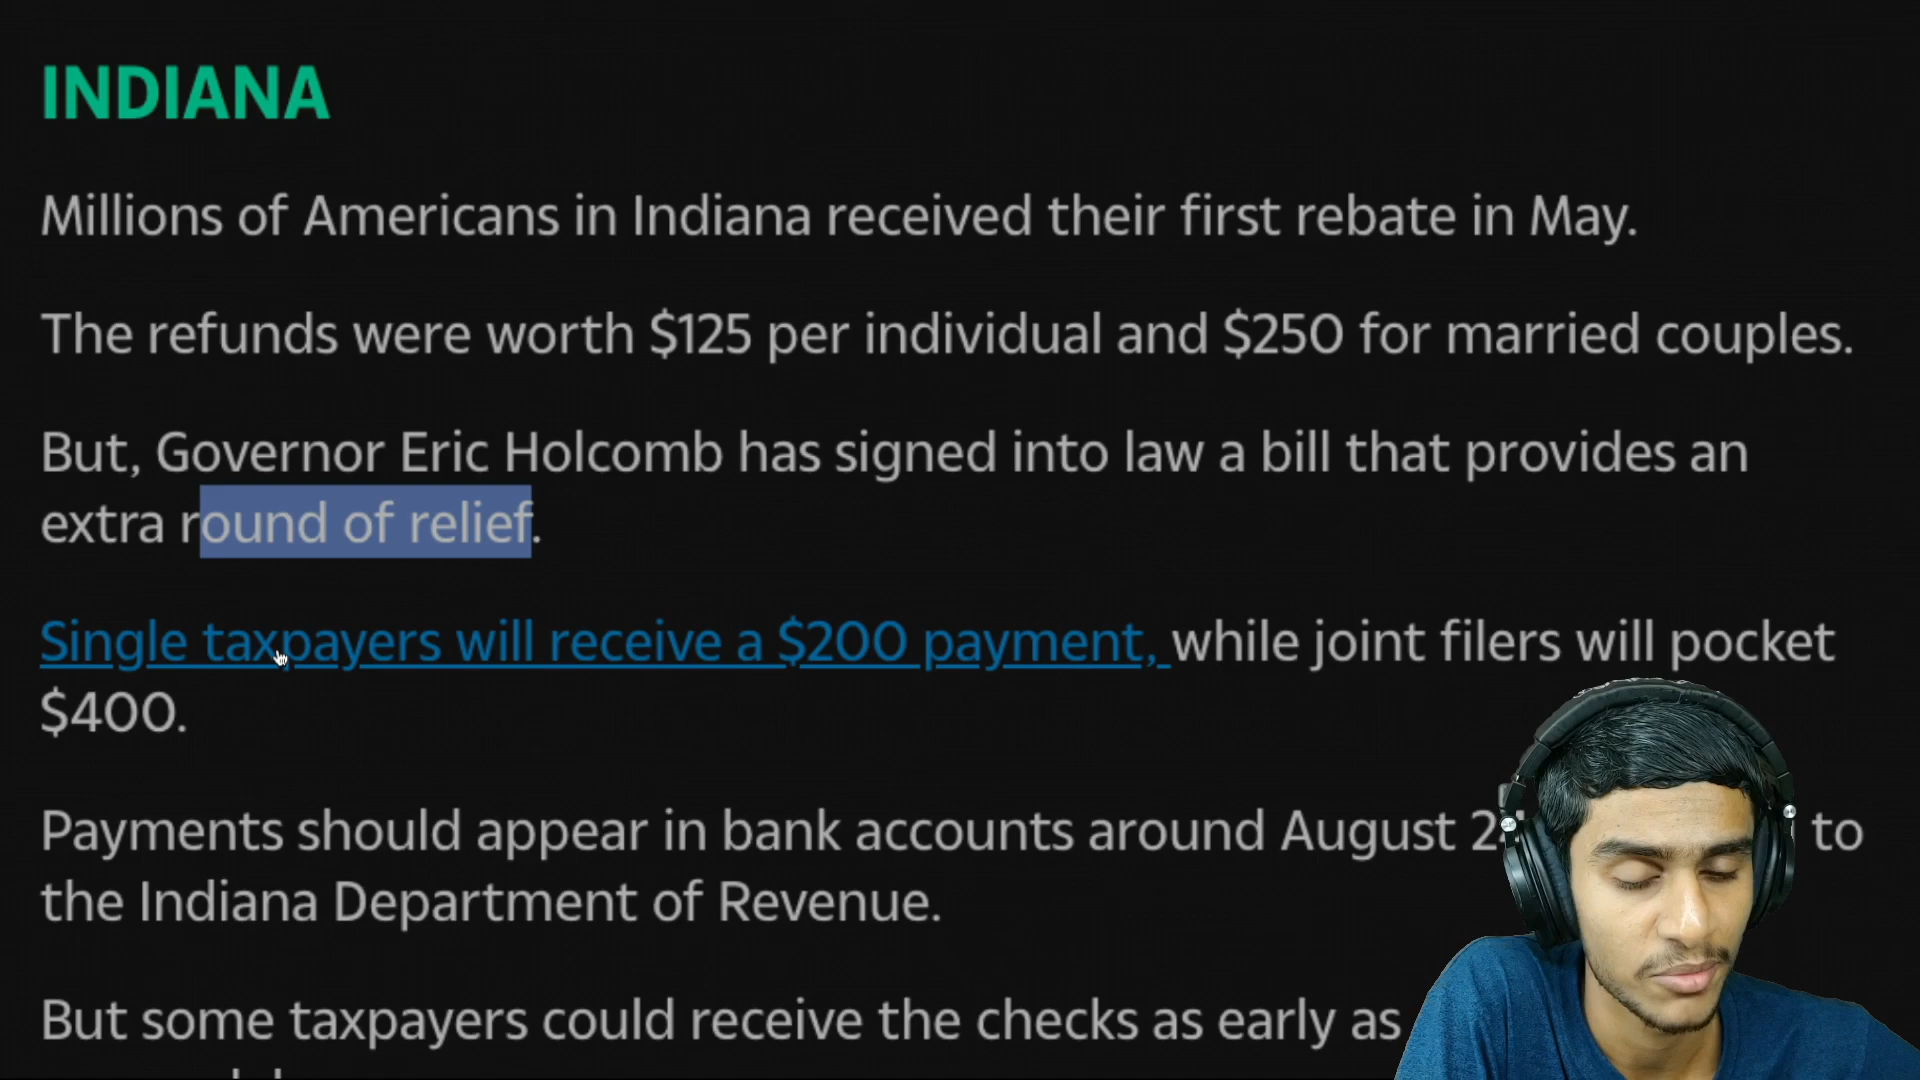 INDIANA
Millions of Americans in Indiana received their first rebate in May.
The refunds were worth $125 per individual and $250 for married couples.
But, Governor Eric Holcomb has signed into law a bill that provides an
extra round of relief.
Single taxpayers will receive a $200 payment, while joint filers will pocket
$400.
Payments should appear in bank accounts around August to
the Indiana Department of Revenue.
But some taxpayers could receive the checks as early as